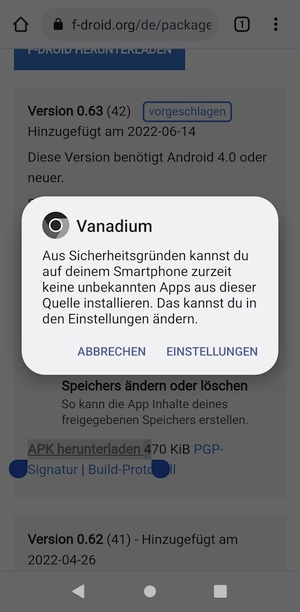 f-droid.org/de/package
1
F-DROID HERUNTERLADEN
Version 0.63 (42) vorgeschlagen
Hinzugefügt am 2022-06-14
Diese Version benötigt Android 4.0 oder
neuer.
Vanadium
Aus Sicherheitsgründen kannst du
auf deinem Smartphone zurzeit
keine unbekannten Apps aus dieser
Quelle installieren. Das kannst du in
den Einstellungen ändern.
ABBRECHEN EINSTELLUNGEN
Speichers ändern oder löschen
So kann die App Inhalte deines
freigegebenen Speichers erstellen.
APK herunterladen 470 KiB PGP-
Signatur | Build-Protokoll
Version 0.62 (41) - Hinzugefügt am
2022-04-26